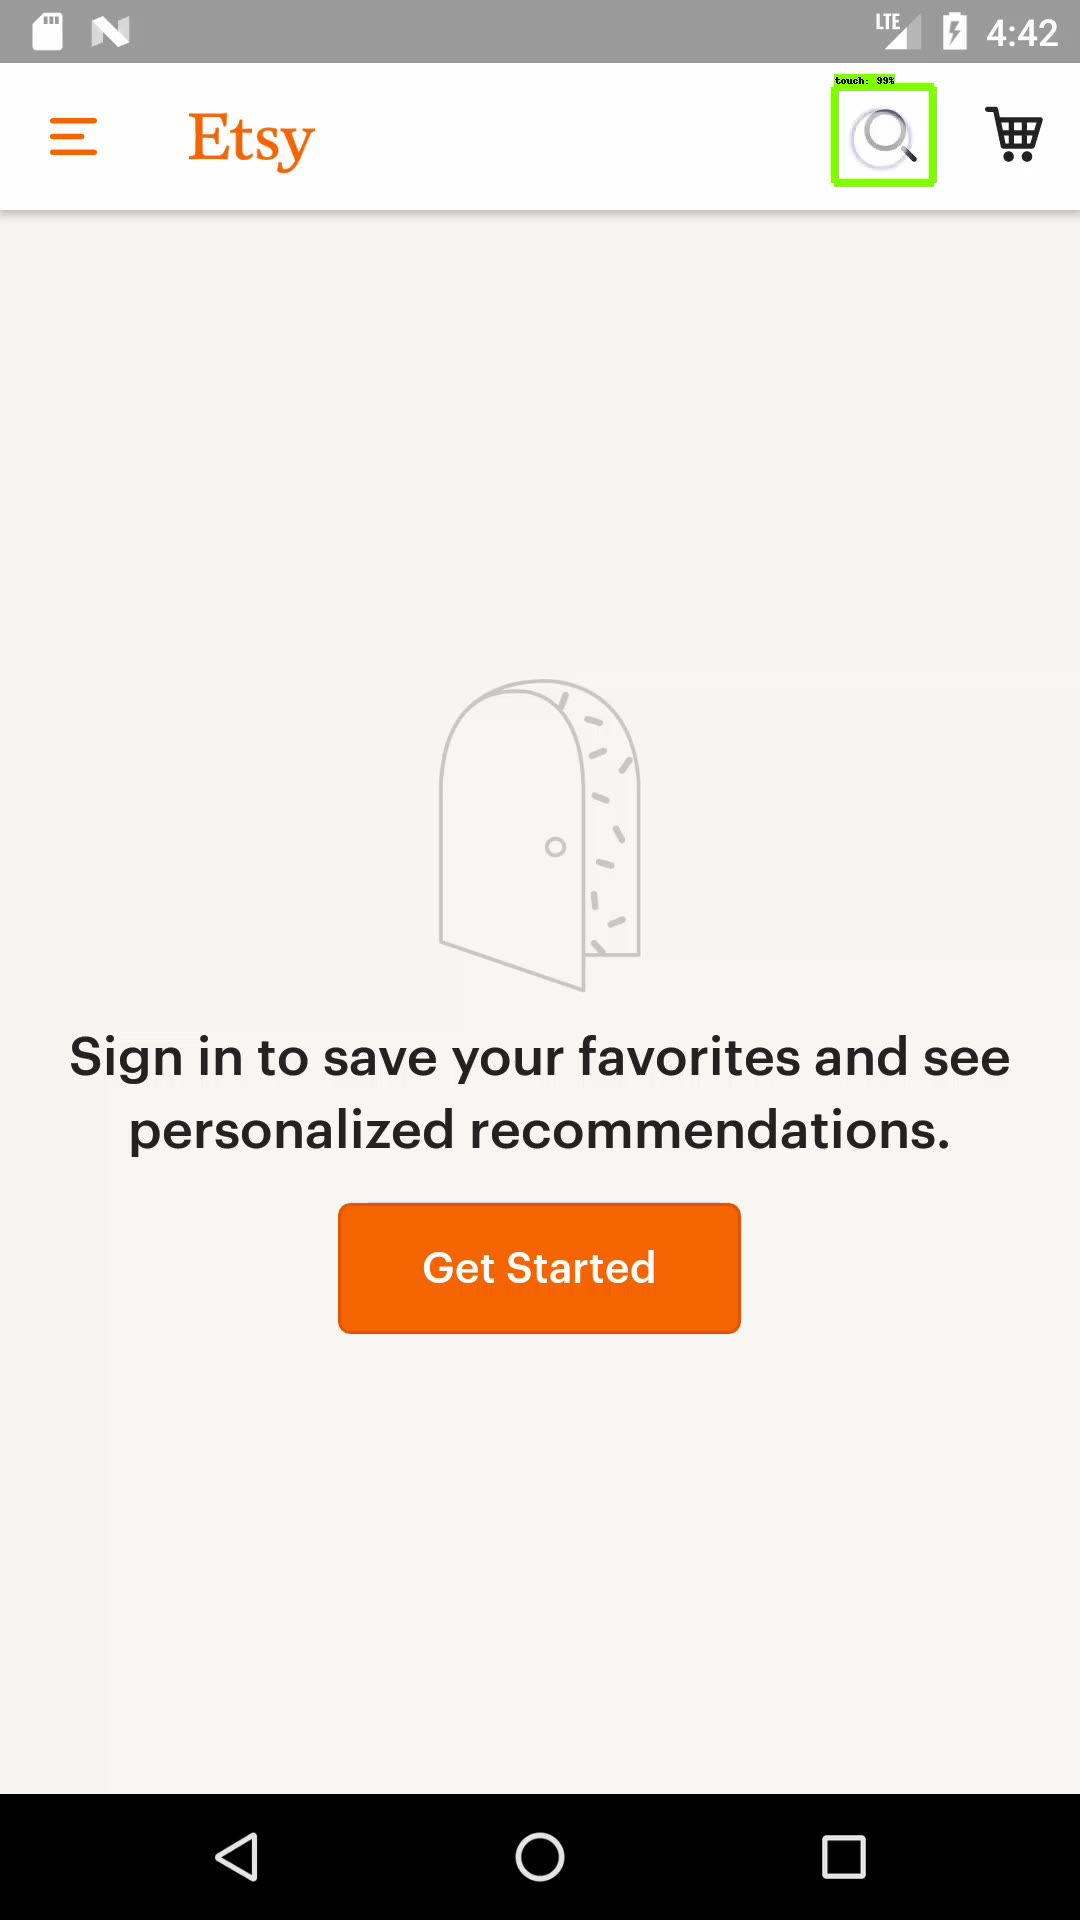 LTE 4:42
touch: 99%
Etsy
Sign in to save your favorites and see
personalized recommendations.
Get Started